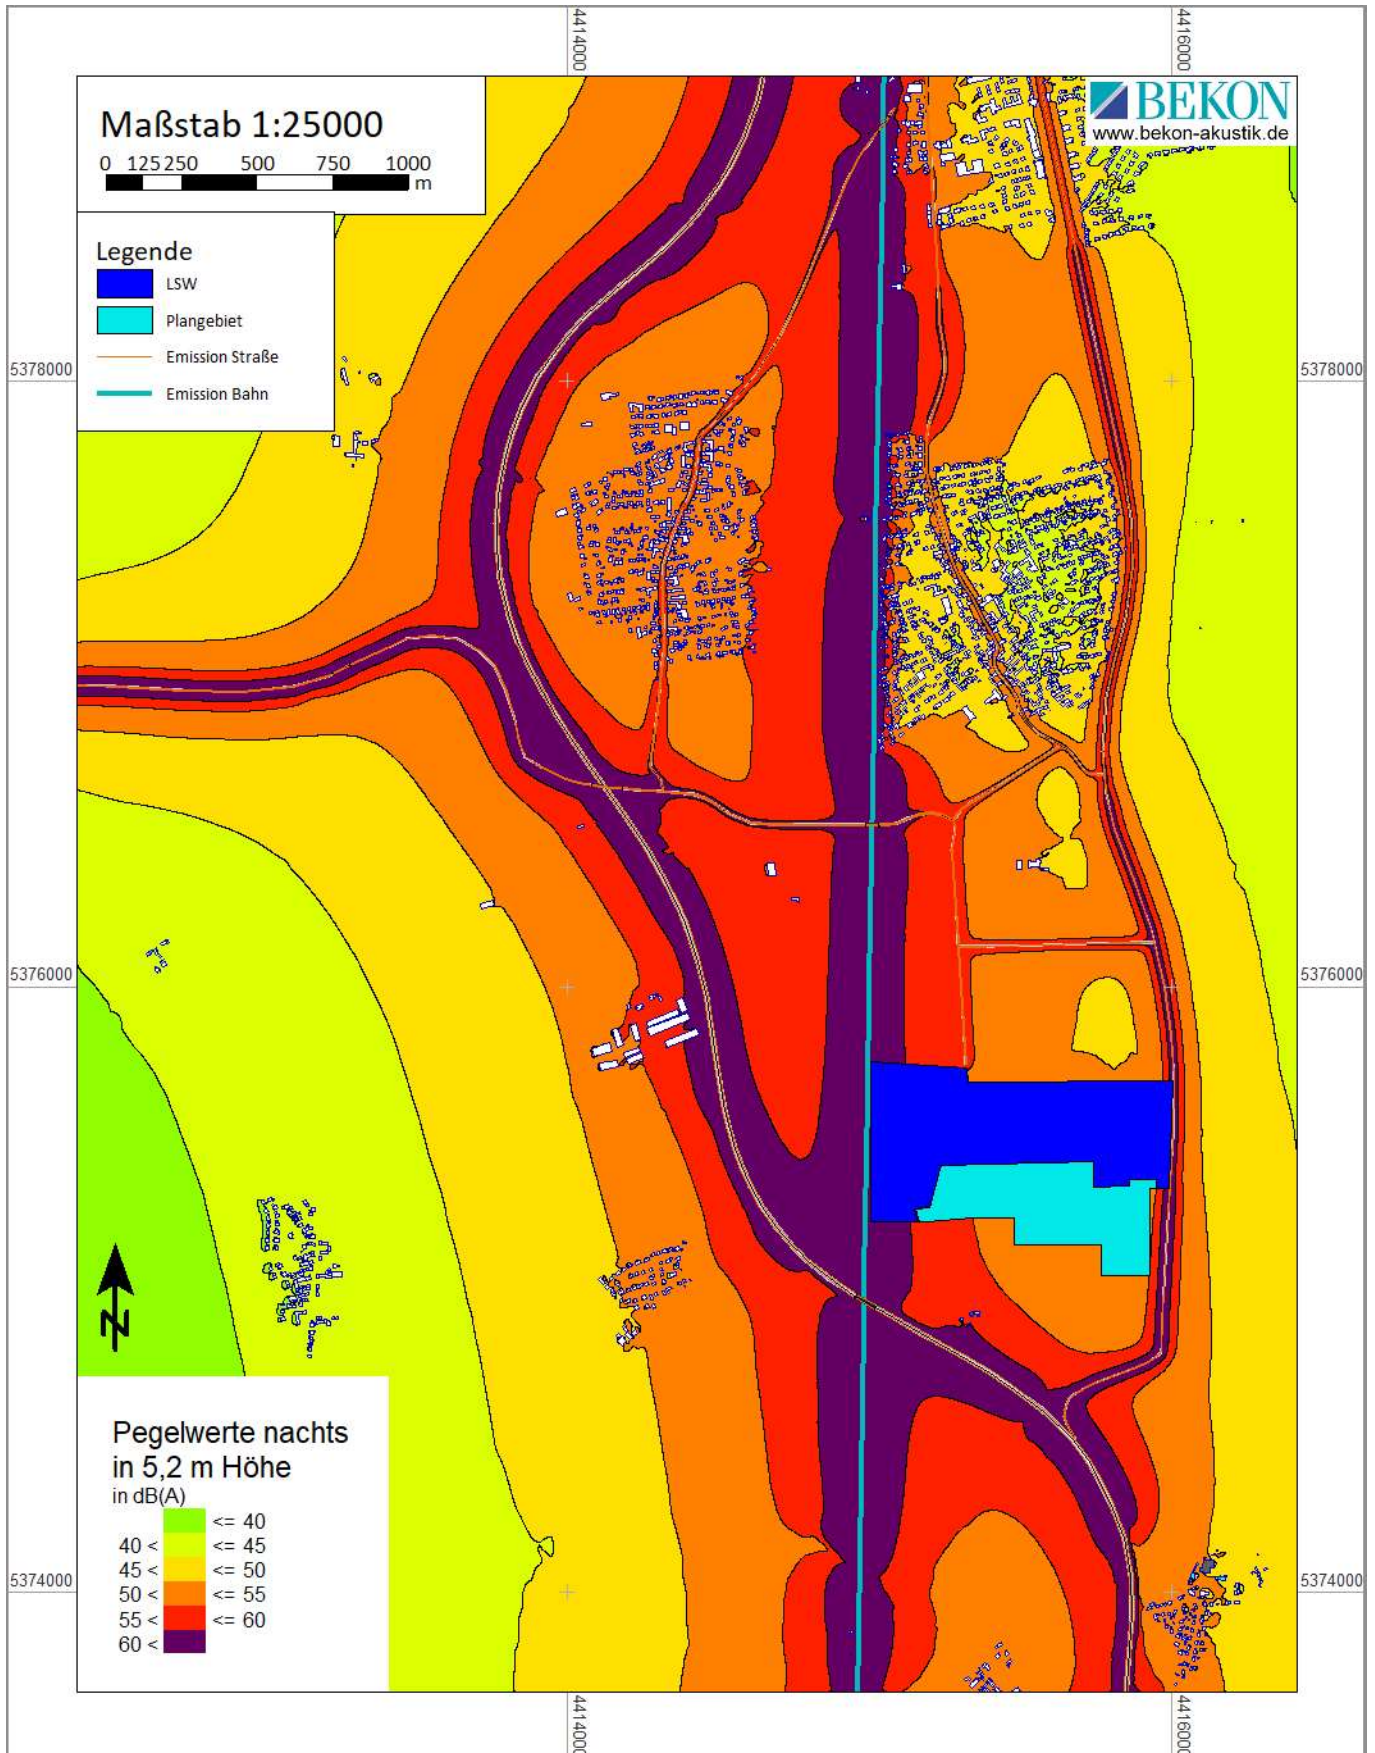 4414000
4416000
Maßstab 1:25000
0 125 250 500 750 1000
m
BEKON
www.bekon-akustik.de
Legende
LSW
Plangebiet
Emission Straße
Emission Bahn
5378000
5378000
5376000
5376000
N
Pegelwerte nachts
in 5,2 m Höhe
in dB(A)
<= 40
40 < <= 45
45 < <= 50
50 < <= 55
55 < <= 60
60 <
5374000
5374000
4414000
4416000